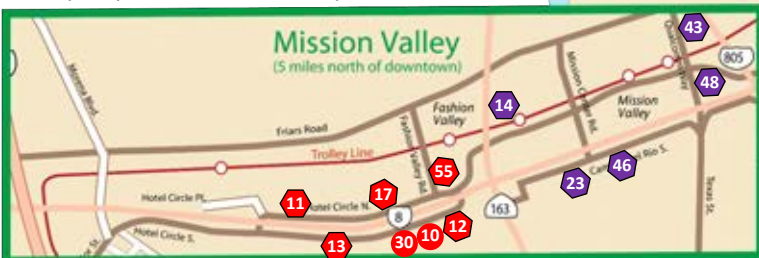 Mission Valley
(5 miles north of downtown)
43
805
48
Morena Blvd.
Mission Center Rd.
Fashion
Valley
14
Mission
Valley
Friars Road
Fashion Valley Rd.
Trolley Line
55
46
23
Hotel Circle PL.
11
17
Hotel Circle N.
8
163
Texas St.
Hotel Circle S.
13
30
10
12